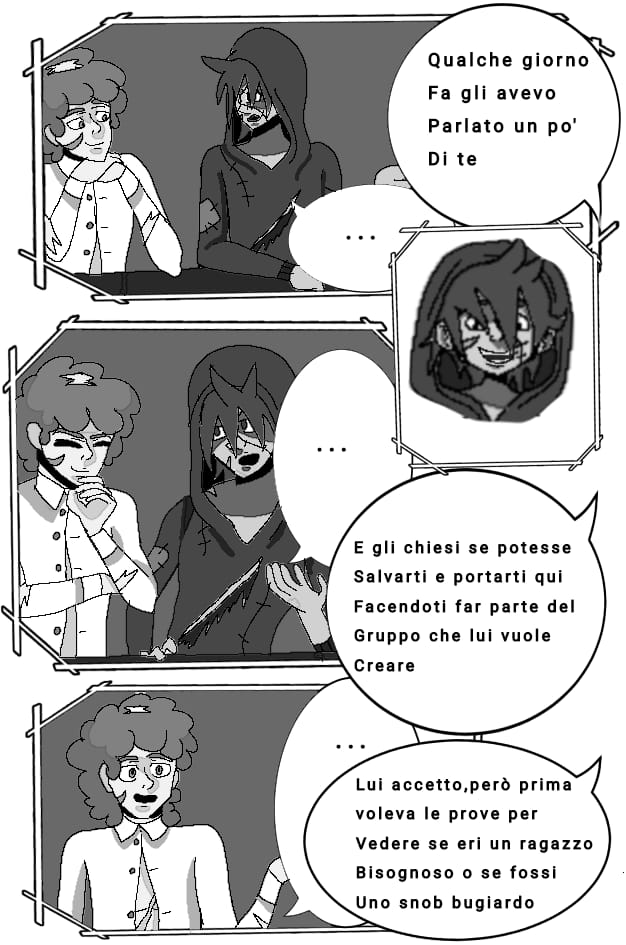 Qualche giorno
Fa gli avevo
Parlato un po'
Di te
...
...
E gli chiesi se potesse
Salvarti e portarti qui
Facendoti far parte del
Gruppo che lui vuole
Creare
...
Lui accetto,però prima
voleva le prove per
Vedere se eri un ragazzo
Bisognoso o se fossi
Uno snob bugiardo